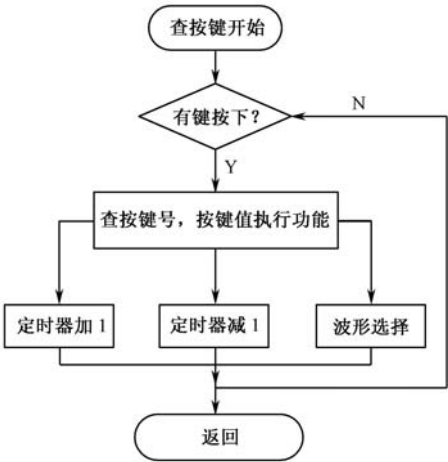 查按键开始
有键按下?
N
Y
查按键号，按键值执行功能
定时器加 1
定时器减 1
波形选择
返回